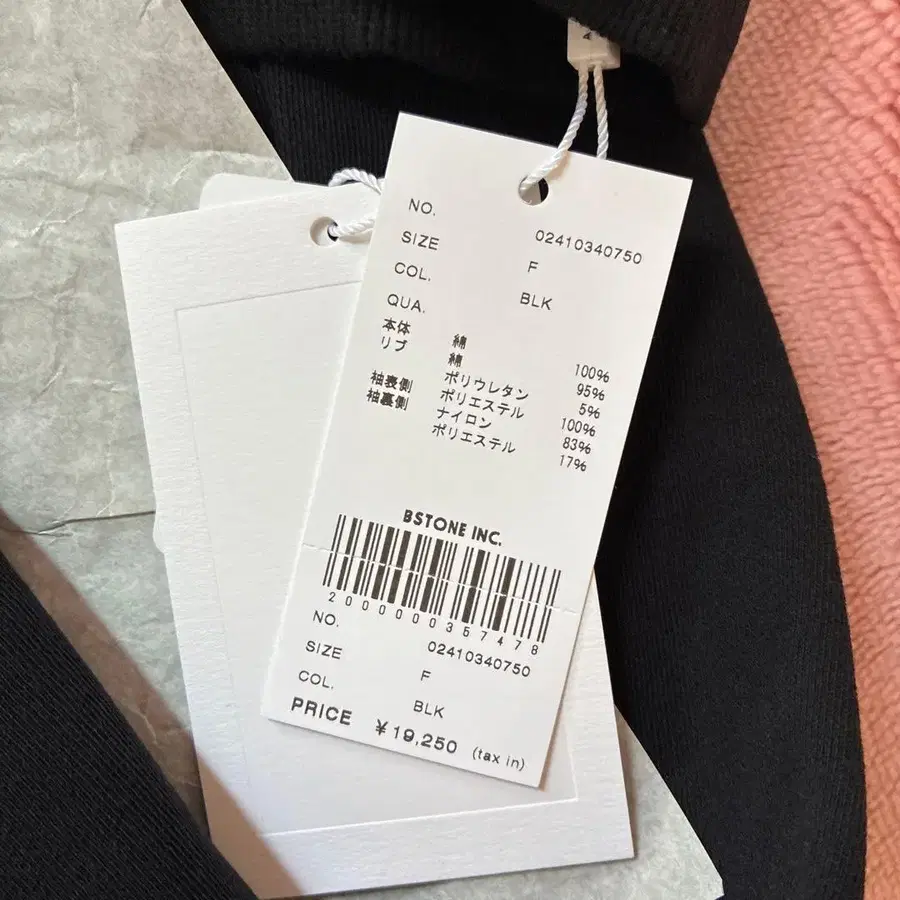 NO. 02410340750
SIZE F
COL. BLK
QUA.
本体 綿 100%
リブ 綿 95%
ポリウレタン 5%
袖表側 ポリエステル 100%
袖裏側 ナイロン 83%
ポリエステル 17%
BSTONE INC.
2000000357478
NO. 02410340750
SIZE F
COL. BLK
PRICE ¥19,250 (tax in)